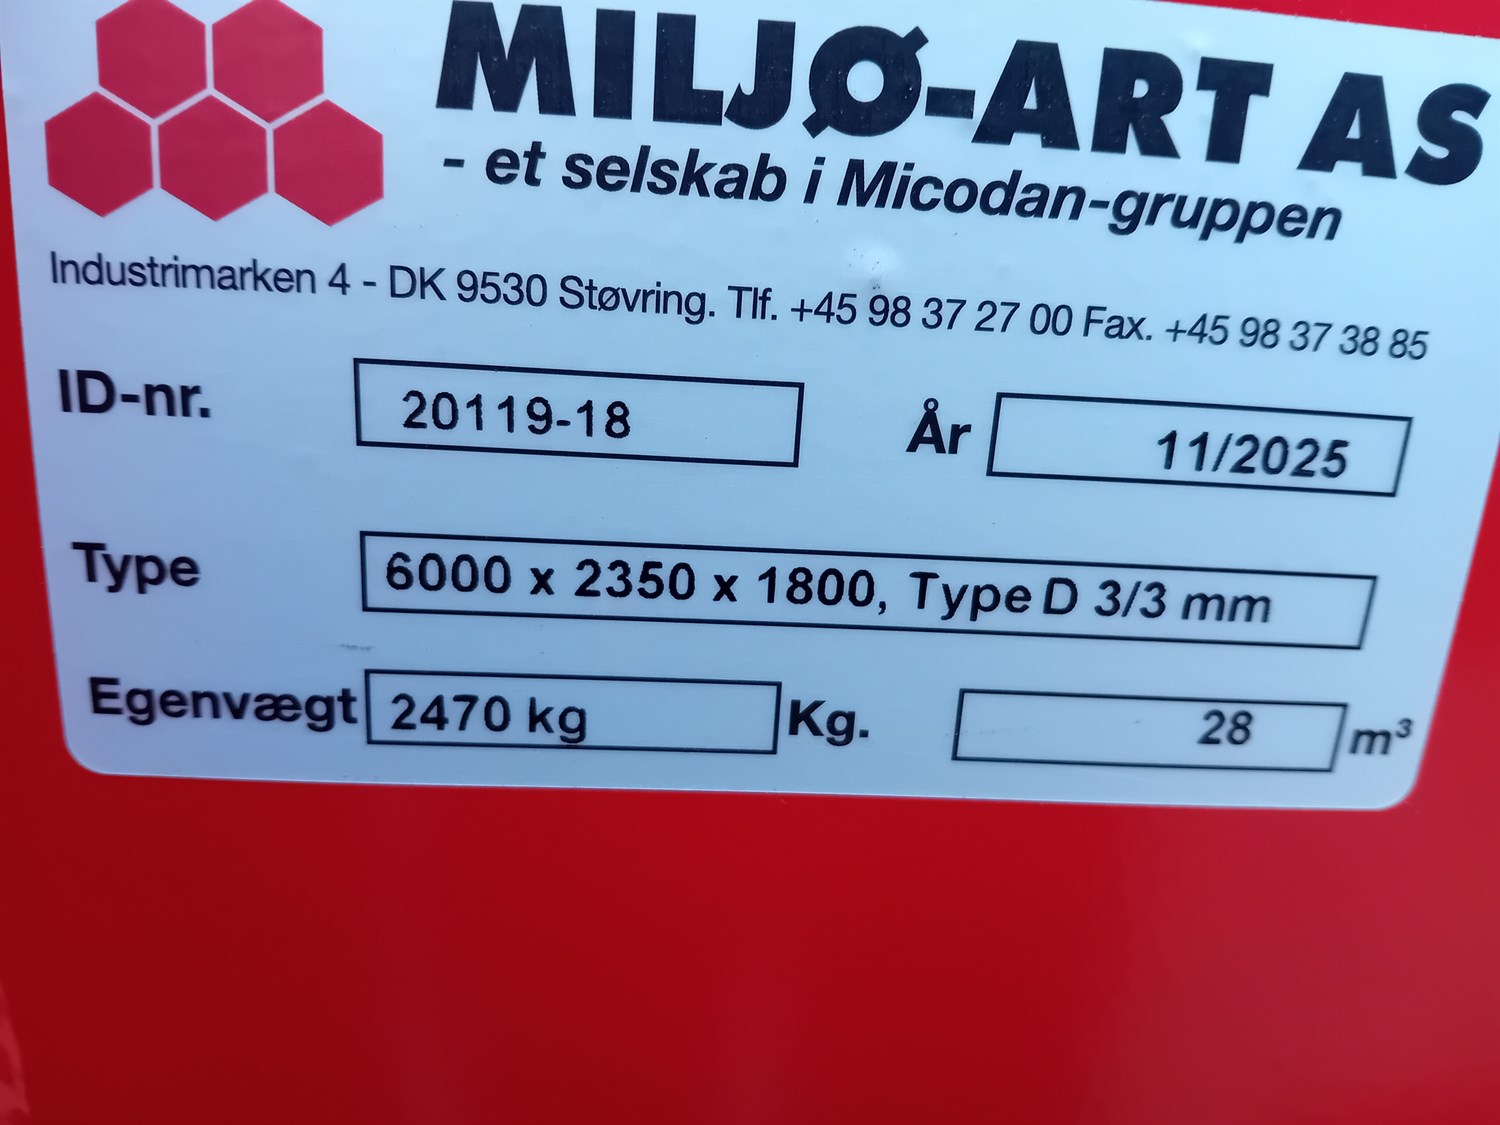 MILJØ-ART AS
- et selskab i Micodan-gruppen
Industrimarken 4 - DK 9530 Støvring. Tlf. +45 98 37 27 00 Fax. +45 98 37 38 85
ID-nr. 20119-18 År 11/2025
Type 6000 x 2350 x 1800, Type D 3/3 mm
Egenvægt 2470 kg Kg. 28 m³